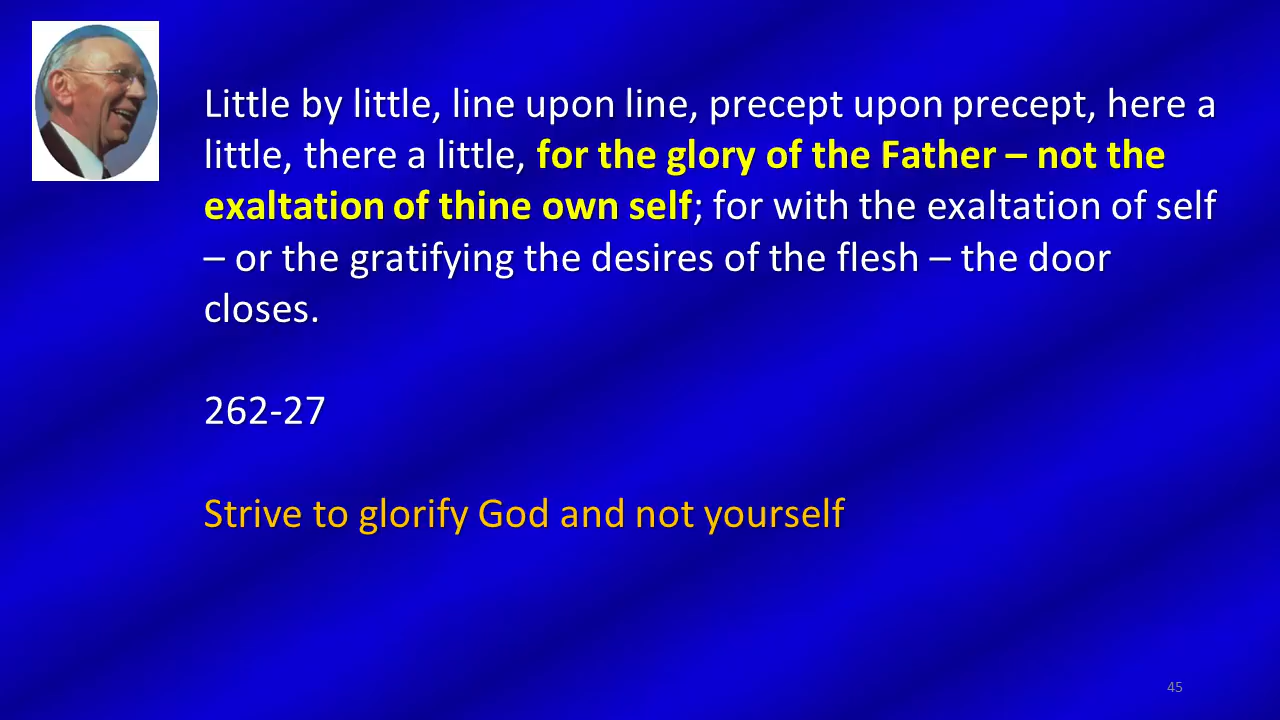 Little by little, line upon line, precept upon precept, here a
little, there a little, for the glory of the Father – not the
exaltation of thine own self; for with the exaltation of self
– or the gratifying the desires of the flesh – the door
closes.
262-27
Strive to glorify God and not yourself
45